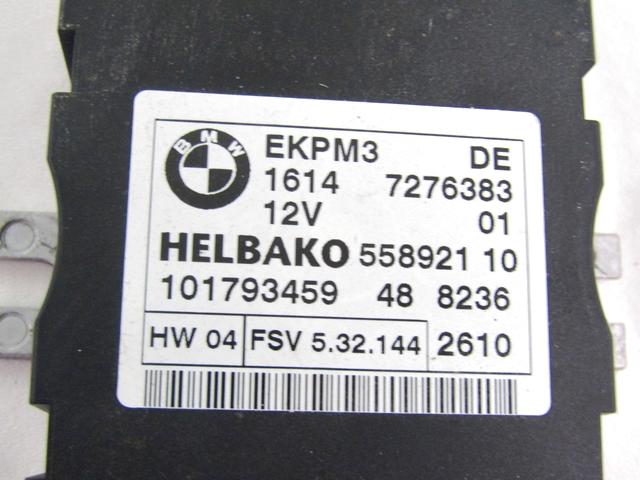 BMW
EKPM3 DE
1614 7276383
12V 01
HELBAKO 558921 10
101793459 48 8236
HW 04 FSV 5.32.144 2610